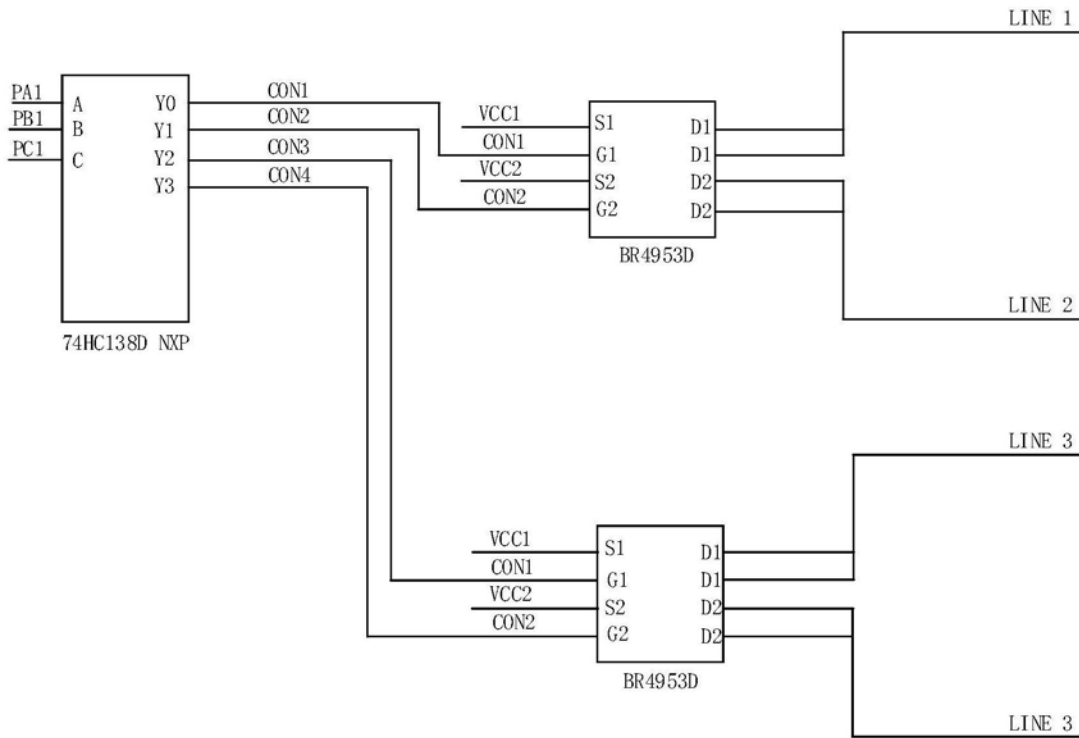 LINE 1
PA1 A Y0 CON1
PB1 B Y1 CON2
PC1 C Y2 CON3
Y3 CON4
74HC138D NXP
VCC1 S1 D1
CON1 G1 D1
VCC2 S2 D2
CON2 G2 D2
BR4953D
LINE 2
LINE 3
VCC1 S1 D1
CON1 G1 D1
VCC2 S2 D2
CON2 G2 D2
BR4953D
LINE 3